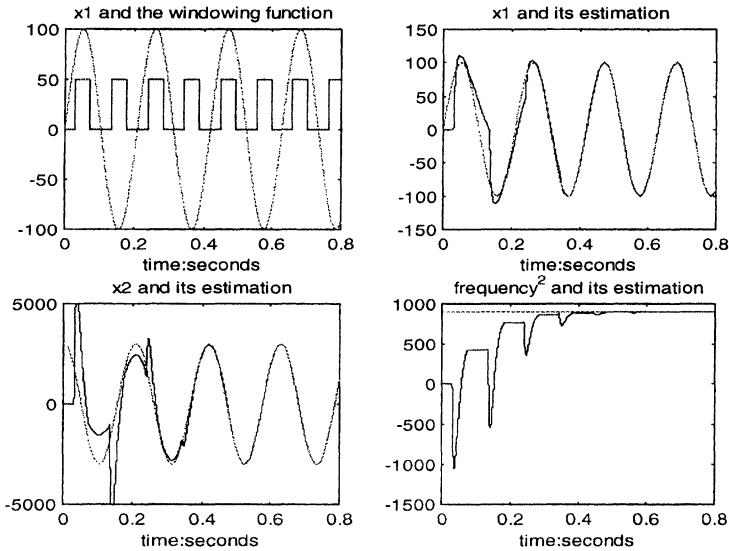 x1 and the windowing function
100
50
0
-50
-100
0 0.2 0.4 0.6 0.8
time:seconds
x1 and its estimation
150
100
50
0
-50
-100
-150
0 0.2 0.4 0.6 0.8
time:seconds
x2 and its estimation
5000
0
-5000
0 0.2 0.4 0.6 0.8
time:seconds
frequency² and its estimation
1000
500
0
-500
-1000
-1500
0 0.2 0.4 0.6 0.8
time:seconds